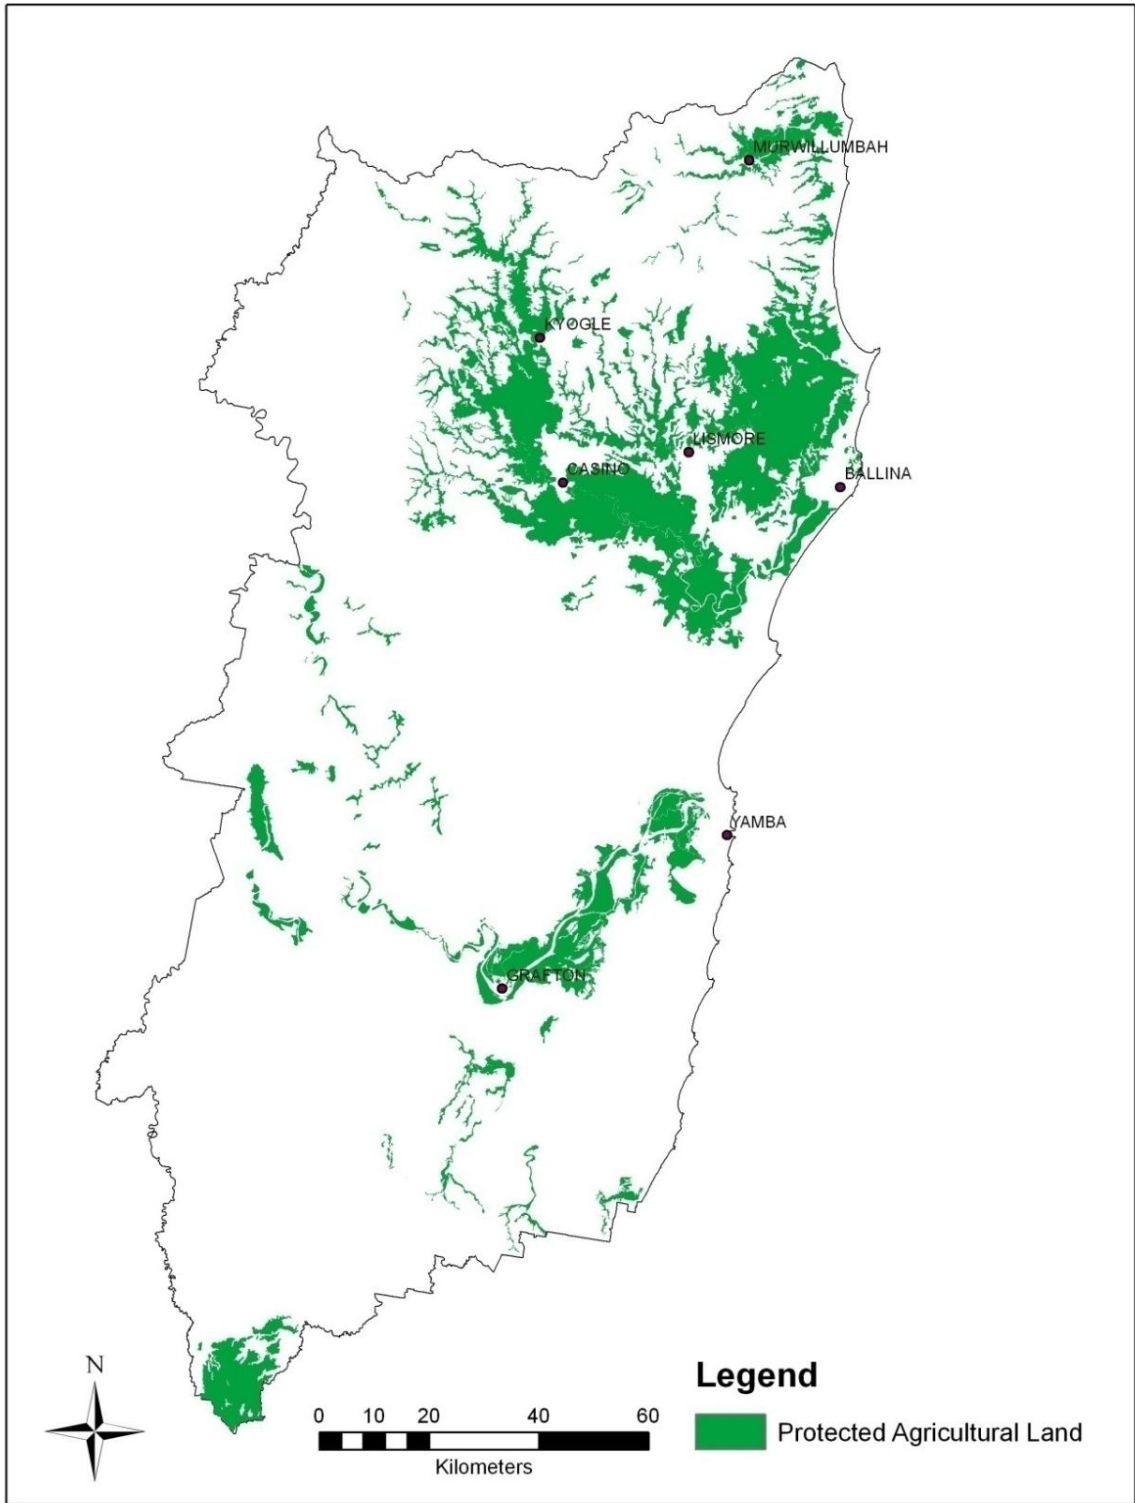 MURWILLUMBAH
KYOGLE
LISMORE
CASINO
BALLINA
YAMBA
GRAFTON
N
Legend
0 10 20 40 60
Protected Agricultural Land
Kilometers